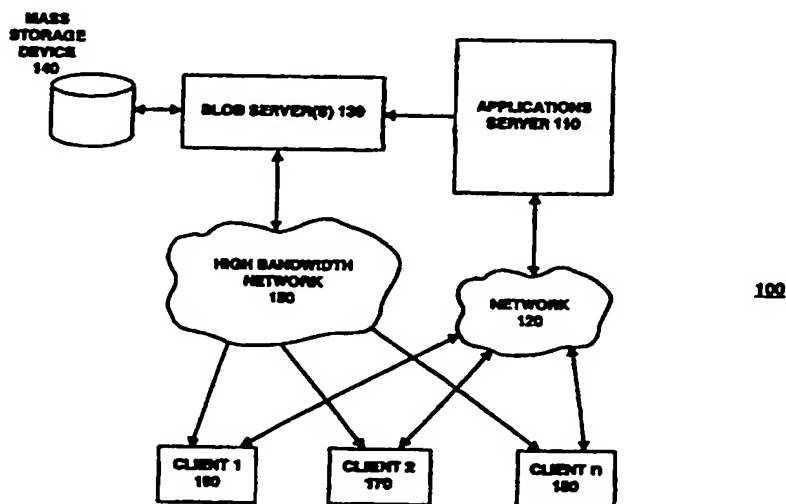 MASS
STORAGE
DEVICE
140
BLOB SERVER(S) 130
APPLICATIONS
SERVER 110
HIGH BANDWIDTH
NETWORK
150
NETWORK
120
100
CLIENT 1
160
CLIENT 2
170
CLIENT n
180